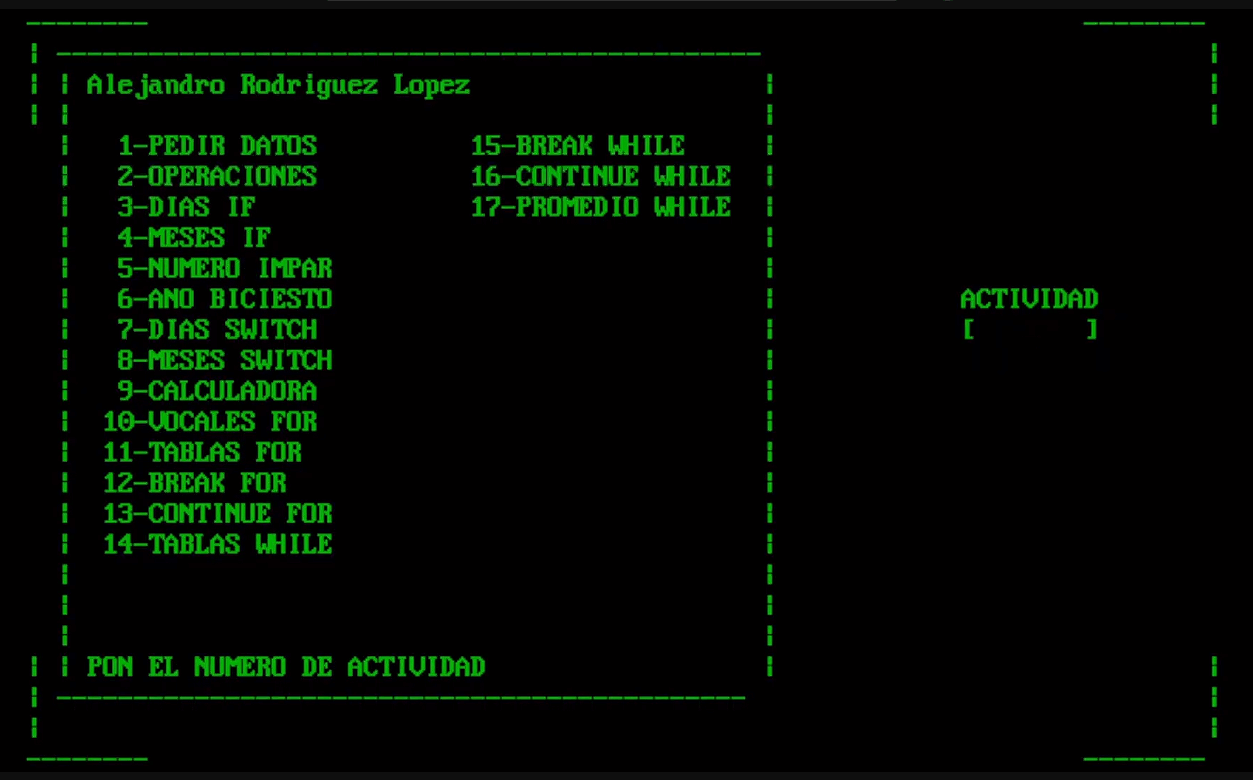 Alejandro Rodriguez Lopez
1-PEDIR DATOS 15-BREAK WHILE
2-OPERACIONES 16-CONTINUE WHILE
3-DIAS IF 17-PROMEDIO WHILE
4-MESES IF
5-NUMERO IMPAR
6-ANO BICIESTO ACTIVIDAD
7-DIAS SWITCH [ ]
8-MESES SWITCH
9-CALCULADORA
10-VOCALES FOR
11-TABLAS FOR
12-BREAK FOR
13-CONTINUE FOR
14-TABLAS WHILE
PON EL NUMERO DE ACTIVIDAD